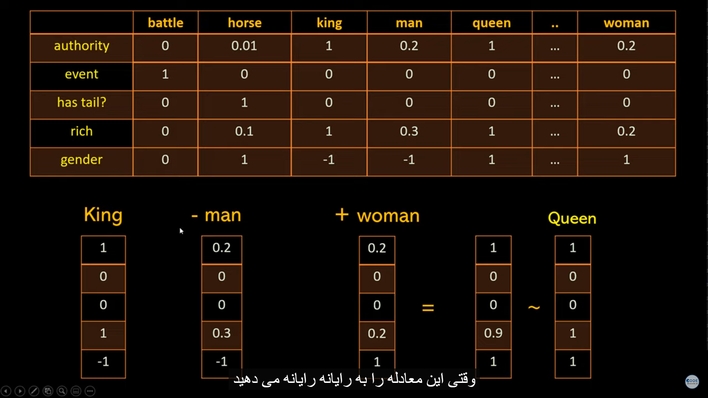 battle horse king man queen .. woman
authority 0 0.01 1 0.2 1 ... 0.2
event 1 0 0 0 0 ... 0
has tail? 0 1 0 0 0 ... 0
rich 0 0.1 1 0.3 1 ... 0.2
gender 0 1 -1 -1 1 ... 1
King - man + woman Queen
1 0.2 0.2 1 1
0 0 0 0 0
0 0 0 0 0
1 0.3 0.2 = 0.9 ~ 1
-1 -1 1 1 1
وقتی این معادله را به رایانه رایانه می دهید